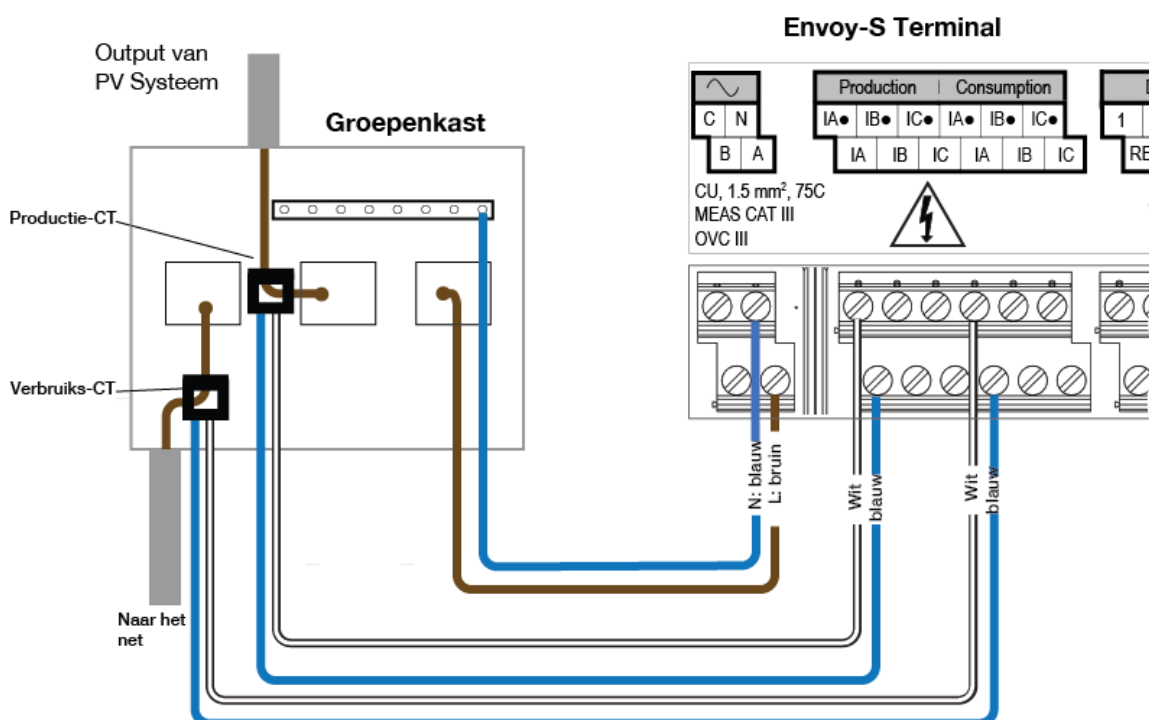 Envoy-S Terminal
Output van
PV Systeem
Groepenkast
Productie-CT
Verbruiks-CT
Naar het
net
C N
B A
Production | Consumption
IA● IB● IC● IA● IB● IC●
IA IB IC IA IB IC
D
1
RE
CU, 1.5 mm², 75C
MEAS CAT III
OVC III
N: blauw
L: bruin
Wit
blauw
Wit
blauw